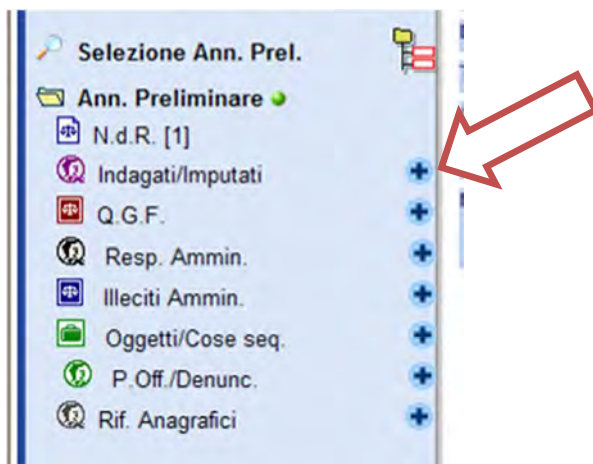 Selezione Ann. Prel.
Ann. Preliminare
N.d.R. [1]
Indagati/Imputati
Q.G.F.
Resp. Ammin.
Illeciti Ammin.
Oggetti/Cose seq.
P.Off./Denunc.
Rif. Anagrafici